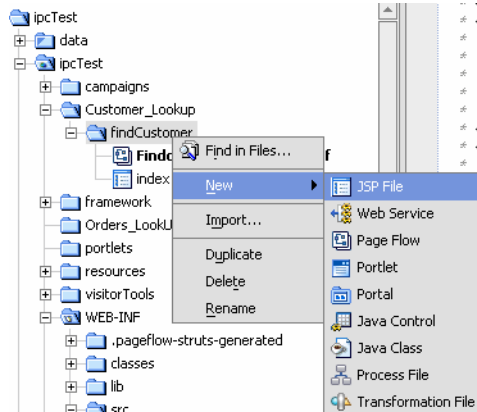 ipcTest
data
ipcTest
campaigns
Customer_Lookup
findCustomer
Find in Files...
f
index
New
JSP File
Web Service
framework
Import...
Page Flow
Portlet
portlets
Duplicate
resources
Delete
Portal
visitorTools
Rename
Java Control
WEB-INF
.pageflow-struts-generated
Java Class
classes
Process File
lib
Transformation File
src